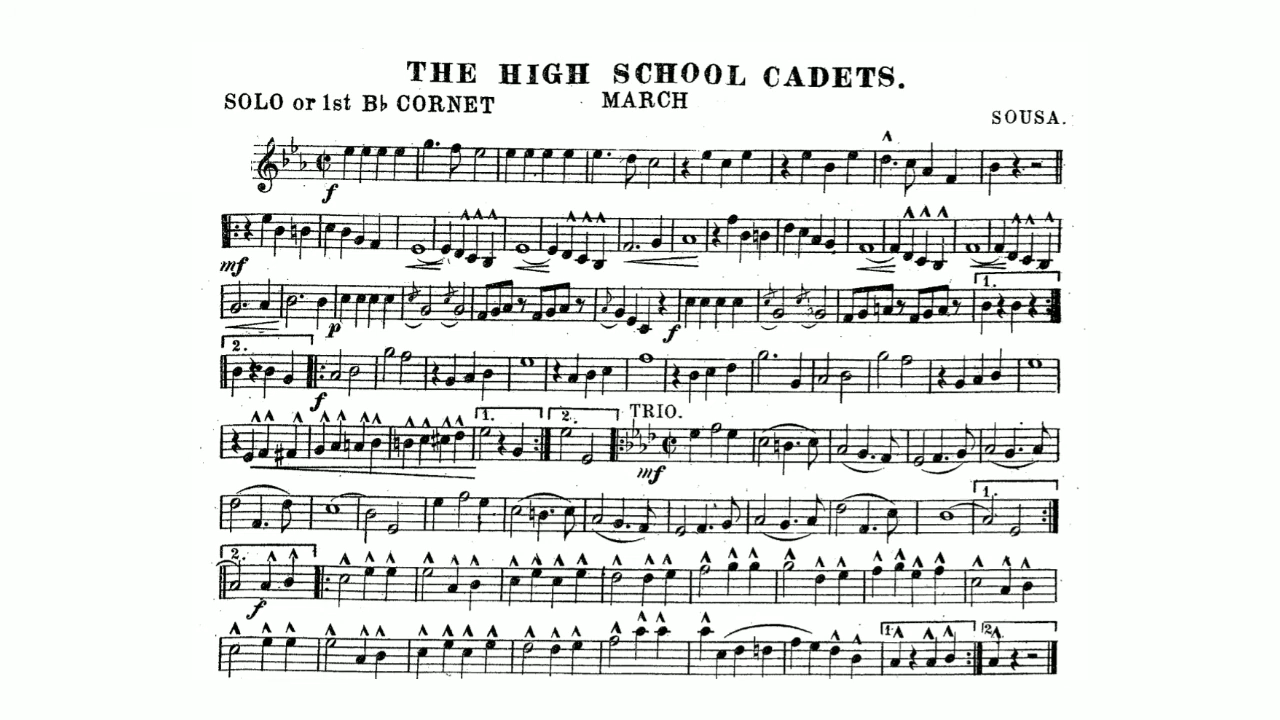 THE HIGH SCHOOL CADETS.
SOLO or 1st B♭ CORNET MARCH
SOUSA.
f
mf
p f 1.
2. f
1. 2. TRIO. mf
1.
2. f
1 2